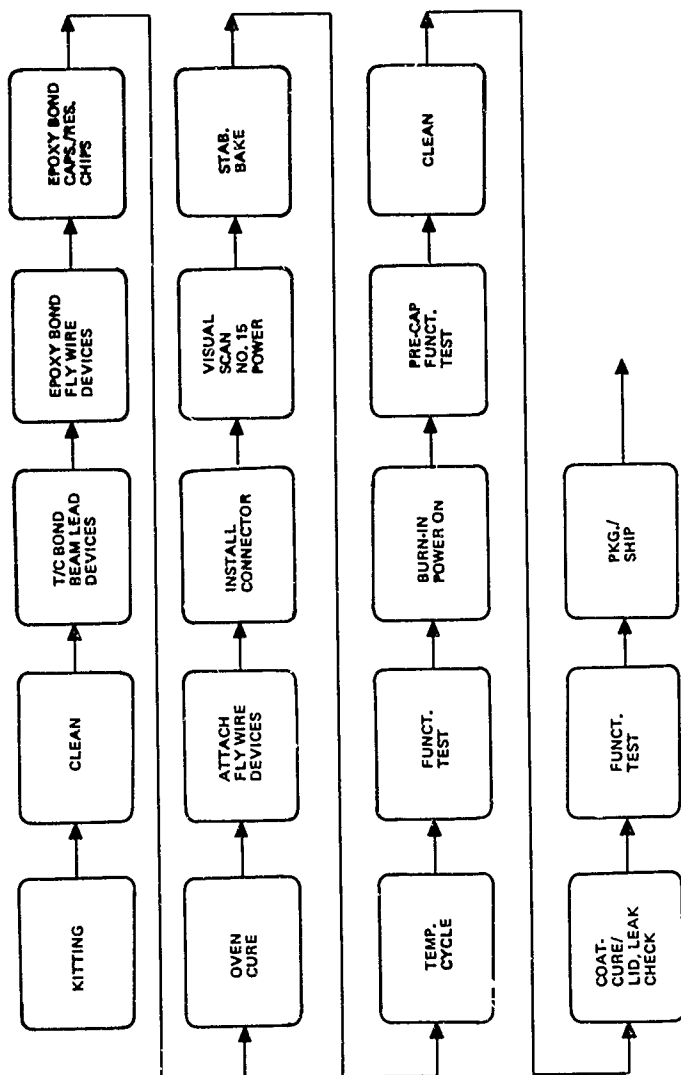 KITTING
CLEAN
T/C BOND
BEAM LEAD
DEVICES
EPOXY BOND
FLY WIRE
DEVICES
EPOXY BOND
CAPS./RES.
CHIPS
OVEN
CURE
ATTACH
FLY WIRE
DEVICES
INSTALL
CONNECTOR
VISUAL
SCAN
NO. 15
POWER
STAB.
BAKE
TEMP.
CYCLE
FUNCT.
TEST
BURN-IN
POWER ON
PRE-CAP
FUNCT.
TEST
CLEAN
COAT-
CURE/
LID, LEAK
CHECK
FUNCT.
TEST
PKG./
SHIP